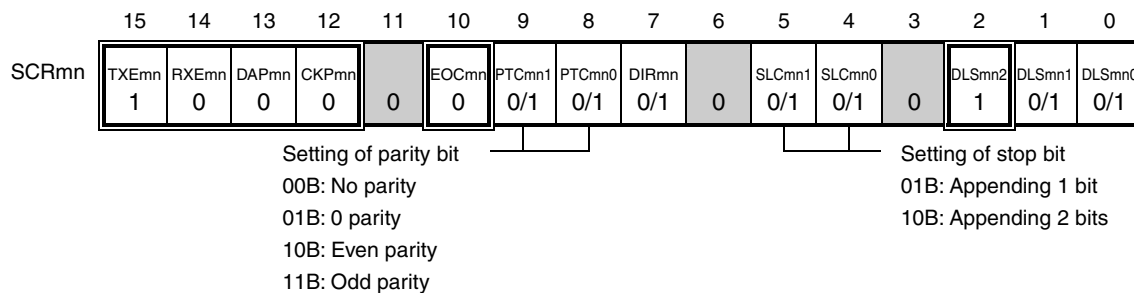 15 14 13 12 11 10 9 8 7 6 5 4 3 2 1 0
SCRmn TXEmn RXEmn DAPmn CKPmn EOCmn PTCmn1 PTCmn0 DIRmn SLCmn1 SLCmn0 DLSmn2 DLSmn1 DLSmn0
1 0 0 0 0 0 0/1 0/1 0/1 0 0/1 0/1 0 1 0/1 0/1
Setting of parity bit Setting of stop bit
00B: No parity 01B: Appending 1 bit
01B: 0 parity 10B: Appending 2 bits
10B: Even parity
11B: Odd parity